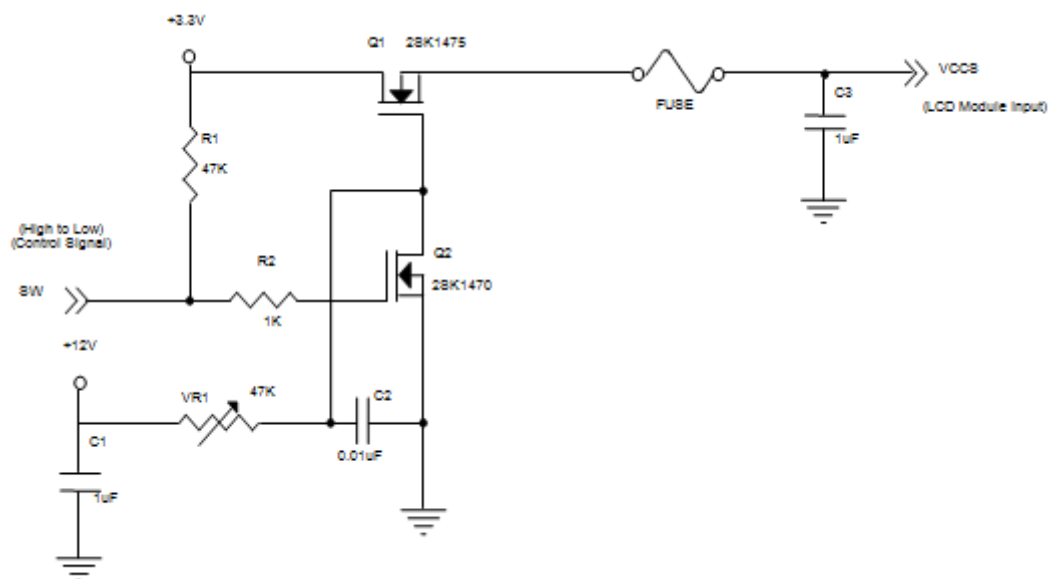 +3.3V
Q1 2SK1475
VCCS
FUSE
C3
(LCD Module Input)
1uF
R1
47K
(High to Low)
(Control Signal)
R2
Q2
2SK1470
SW
1K
+12V
VR1
47K
C2
C1
0.01uF
1uF